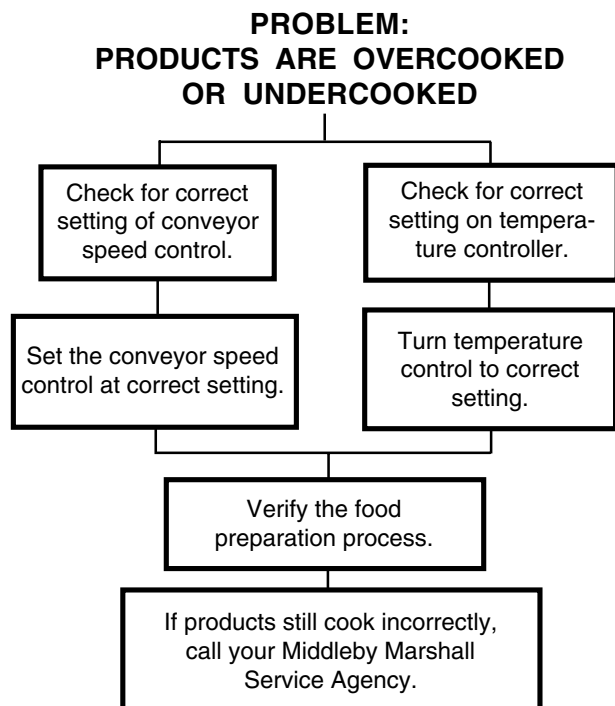 PROBLEM:
PRODUCTS ARE OVERCOOKED
OR UNDERCOOKED
Check for correct
setting of conveyor
speed control.
Check for correct
setting on tempera-
ture controller.
Set the conveyor speed
control at correct setting.
Turn temperature
control to correct
setting.
Verify the food
preparation process.
If products still cook incorrectly,
call your Middleby Marshall
Service Agency.